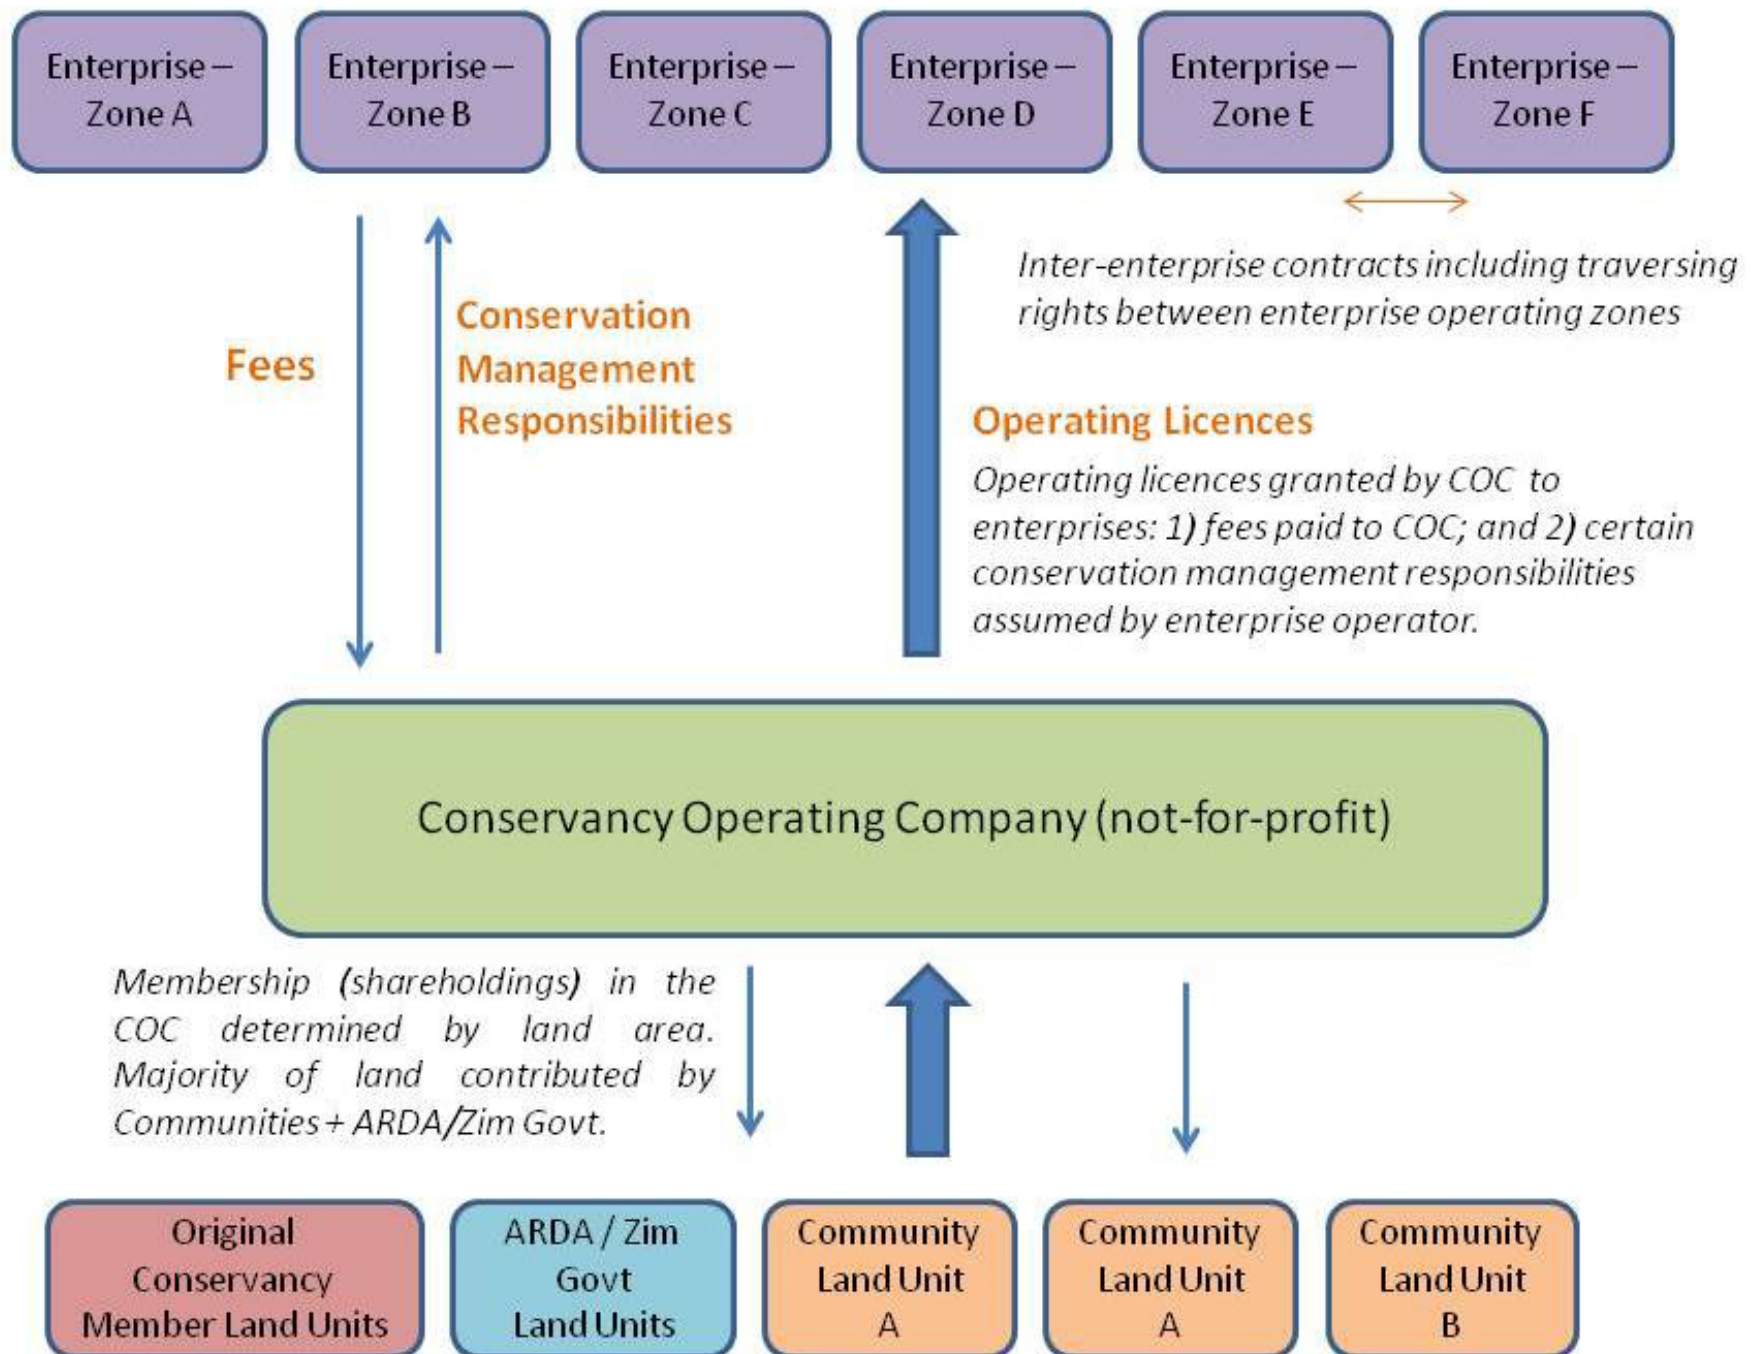 Enterprise –
Zone A
Enterprise –
Zone B
Enterprise –
Zone C
Enterprise –
Zone D
Enterprise –
Zone E
Enterprise –
Zone F
Inter-enterprise contracts including traversing
rights between enterprise operating zones
Fees
Conservation
Management
Responsibilities
Operating Licences
Operating licences granted by COC to
enterprises: 1) fees paid to COC; and 2) certain
conservation management responsibilities
assumed by enterprise operator.
Conservancy Operating Company (not-for-profit)
Membership (shareholdings) in the
COC determined by land area.
Majority of land contributed by
Communities + ARDA/Zim Govt.
Original
Conservancy
Member Land Units
ARDA / Zim
Govt
Land Units
Community
Land Unit
A
Community
Land Unit
A
Community
Land Unit
B